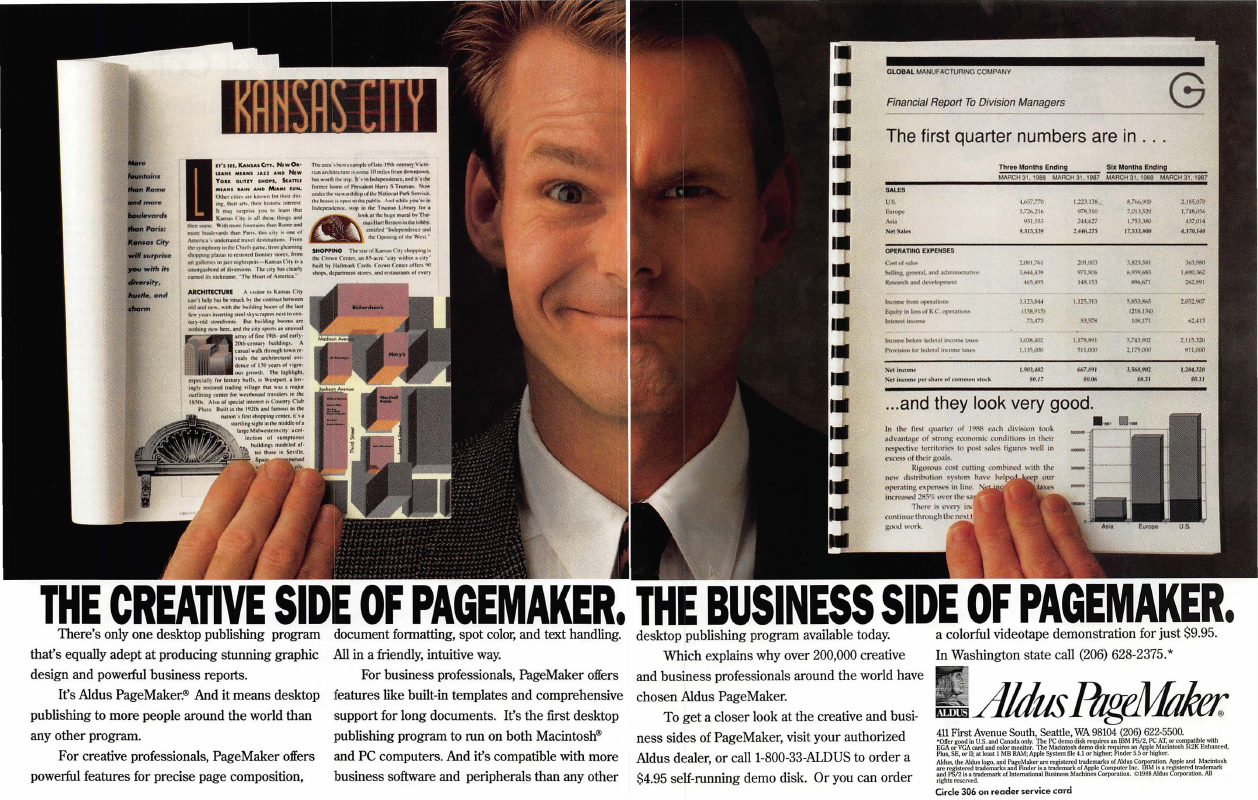 KANSAS CITY
More
fountains
than Rome
and more
boulevards
than Paris:
Kansas City
will surprise
you with its
diversity,
hustle, and
charm
LET'S SEE, KANSAS CITY. NEW OR-
LEANS MEANS JAZZ AND NEW
YORK GLITZY SHOPS, SEATTLE
MEANS RAIN AND MIAMI SUN.
Other cities are known for their din-
ing, their arts, their historic interest.
It may surprise you to learn that
Kansas City is all these things and
then some. With more fountains than Rome and
more boulevards than Paris, this city is one of
America's understated travel destinations. From
the symphony to the Chiefs game, from gleaming
shopping plazas to restored frontier stores, from
art galleries to jazz nightspots—Kansas City is a
smorgasbord of diversions. The city has clearly
earned its nickname, "The Heart of America."
ARCHITECTURE A visitor to Kansas City
can't help but be struck by the contrast between
old and new, with the building boom of the last
few years inserting steel skyscrapers next to cen-
tury-old storefronts. But building booms are
nothing new here, and the city sports an unusual
array of fine 19th- and early-
20th-century buildings. A
casual walk through town re-
veals the architectural evi-
dence of 130 years of vigor-
ous growth. The highlight,
especially for history buffs, is Westport, a lov-
ingly restored trading village that was a major
outfitting center for westbound travelers in the
1850s. Also of special interest is Country Club
Plaza. Built in the 1920s and famous as the
nation's first shopping center, it's a
startling sight in the middle of a
large Midwestern city: a col-
lection of sumptuous
buildings modeled af-
ter those in Seville,
Spain
The area's best example of late 19th-century Victo-
rian architecture is some 10 miles from downtown,
but worth the trip. It's in Independence, and it's the
former home of President Harry S Truman. Now
under the stewardship of the National Park Service,
the house is open to the public. And while you're in
Independence, stop in the Truman Library for a
look at the huge mural by Tho-
mas Hart Benton in the lobby,
entitled "Independence and
the Opening of the West."
SHOPPING The star of Kansas City shopping is
the Crown Center, an 85-acre "city within a city"
built by Hallmark Cards. Crown Center offers 90
shops, department stores, and restaurants of every
Richardson's
Madison Avenue
Macy's
Jackson Avenue
Marshall
Fields
Third Street
GLOBAL MANUFACTURING COMPANY
Financial Report To Division Managers
The first quarter numbers are in . . .
Three Months Ending Six Months Ending
MARCH 31, 1988 MARCH 31, 1987 MARCH 31, 1988 MARCH 31, 1987
SALES
U.S. 4,657,770 1,223,138 8,766,900 2,185,070
Europe 3,726,216 978,510 7,013,520 1,748,056
Asia 931,553 244,627 1,753,380 437,014
Net Sales 9,315,539 2,446,275 17,533,800 4,370,140
OPERATING EXPENSES
Cost of sales 2,081,761 201,003 3,823,581 363,980
Selling, general, and administrative 3,644,439 971,806 6,959,683 1,690,362
Research and development 465,495 148,153 896,671 262,891
Income from operations 3,123,844 1,125,313 5,853,865 2,052,907
Equity in loss of K.C. operations (158,915) (218,134)
Interest income 73,473 53,578 108,171 62,413
Income before federal income taxes 3,038,402 1,178,891 5,743,902 2,115,320
Provision for federal income taxes 1,135,000 511,000 2,175,000 911,000
Net income 1,903,402 667,891 3,568,902 1,204,320
Net income per share of common stock $0.17 $0.06 $0.31 $0.11
...and they look very good.
In the first quarter of 1988 each division took
advantage of strong economic conditions in their
respective territories to post sales figures well in
excess of their goals.
Rigorous cost cutting combined with the
new distribution system have helped keep our
operating expenses in line. Net inc taxes
increased 285% over the sa
There is every inc
continue through the next t
good work.
1987 1988
Asia Europe U.S.
THE CREATIVE SIDE OF PAGEMAKER. THE BUSINESS SIDE OF PAGEMAKER.
There's only one desktop publishing program
that's equally adept at producing stunning graphic
design and powerful business reports.
It's Aldus PageMaker.® And it means desktop
publishing to more people around the world than
any other program.
For creative professionals, PageMaker offers
powerful features for precise page composition,
document formatting, spot color, and text handling.
All in a friendly, intuitive way.
For business professionals, PageMaker offers
features like built-in templates and comprehensive
support for long documents. It's the first desktop
publishing program to run on both Macintosh®
and PC computers. And it's compatible with more
business software and peripherals than any other
desktop publishing program available today.
Which explains why over 200,000 creative
and business professionals around the world have
chosen Aldus PageMaker.
To get a closer look at the creative and busi-
ness sides of PageMaker, visit your authorized
Aldus dealer, or call 1-800-33-ALDUS to order a
$4.95 self-running demo disk. Or you can order
a colorful videotape demonstration for just $9.95.
In Washington state call (206) 628-2375.*
ALDUS
Aldus PageMaker®
411 First Avenue South, Seattle, WA 98104 (206) 622-5500.
*Offer good in U.S. and Canada only. The PC demo disk requires an IBM PS/2, PC AT, or compatible with
EGA or VGA card and color monitor. The Macintosh demo disk requires an Apple Macintosh 512K Enhanced,
Plus, SE, or II; at least 1 MB RAM; Apple System file 4.1 or higher; Finder 5.5 or higher.
Aldus, the Aldus logo, and PageMaker are registered trademarks of Aldus Corporation. Apple and Macintosh
are registered trademarks and Finder is a trademark of Apple Computer Inc. IBM is a registered trademark
and PS/2 is a trademark of International Business Machines Corporation. ©1988 Aldus Corporation. All
rights reserved.
Circle 306 on reader service card